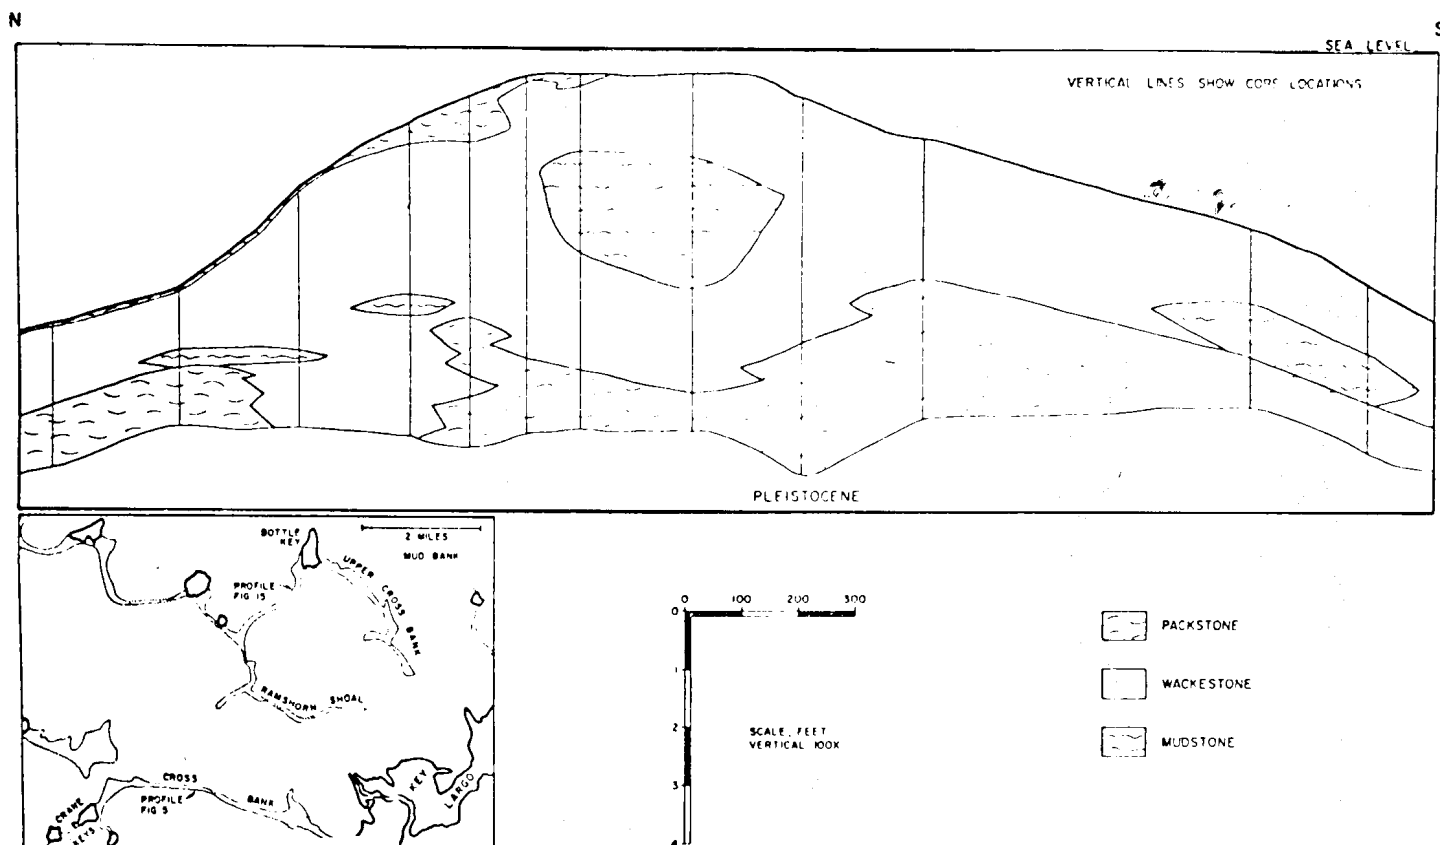 N
S
SEA LEVEL
VERTICAL LINES SHOW CORE LOCATIONS
PLEISTOCENE
BOTTLE
KEY
2 MILES
MUD BANK
PROFILE
FIG 15
UPPER CROSS BANK
RAMSHORN SHOAL
CROSS
BANK
PROFILE
FIG 5
CRANE
KEYS
KEY
LARGO
0 100 200 300
0
1
2
3
4
SCALE, FEET
VERTICAL 100X
PACKSTONE
WACKESTONE
MUDSTONE